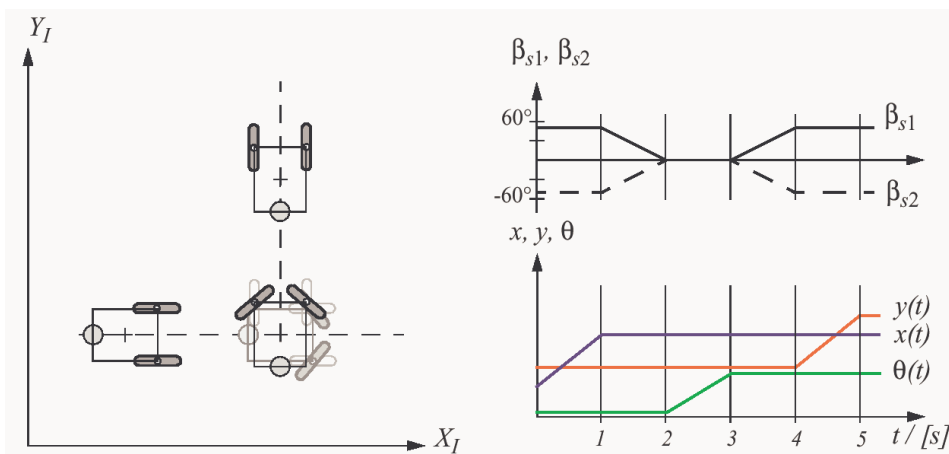 Y_I
X_I
β_s1, β_s2
60°
-60°
β_s1
β_s2
x, y, θ
y(t)
x(t)
θ(t)
1 2 3 4 5 t / [s]